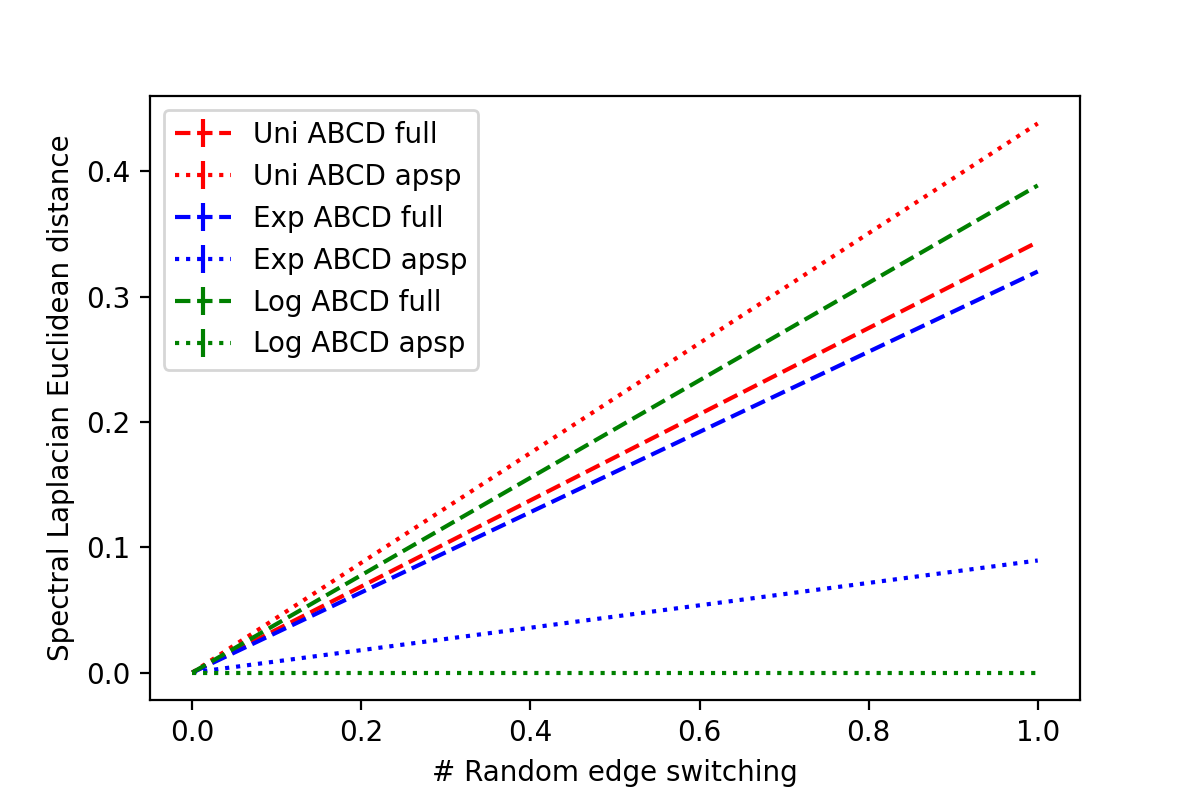 Uni ABCD full
Uni ABCD apsp
Exp ABCD full
Exp ABCD apsp
Log ABCD full
Log ABCD apsp
Spectral Laplacian Euclidean distance
0.4
0.3
0.2
0.1
0.0
0.0 0.2 0.4 0.6 0.8 1.0
# Random edge switching